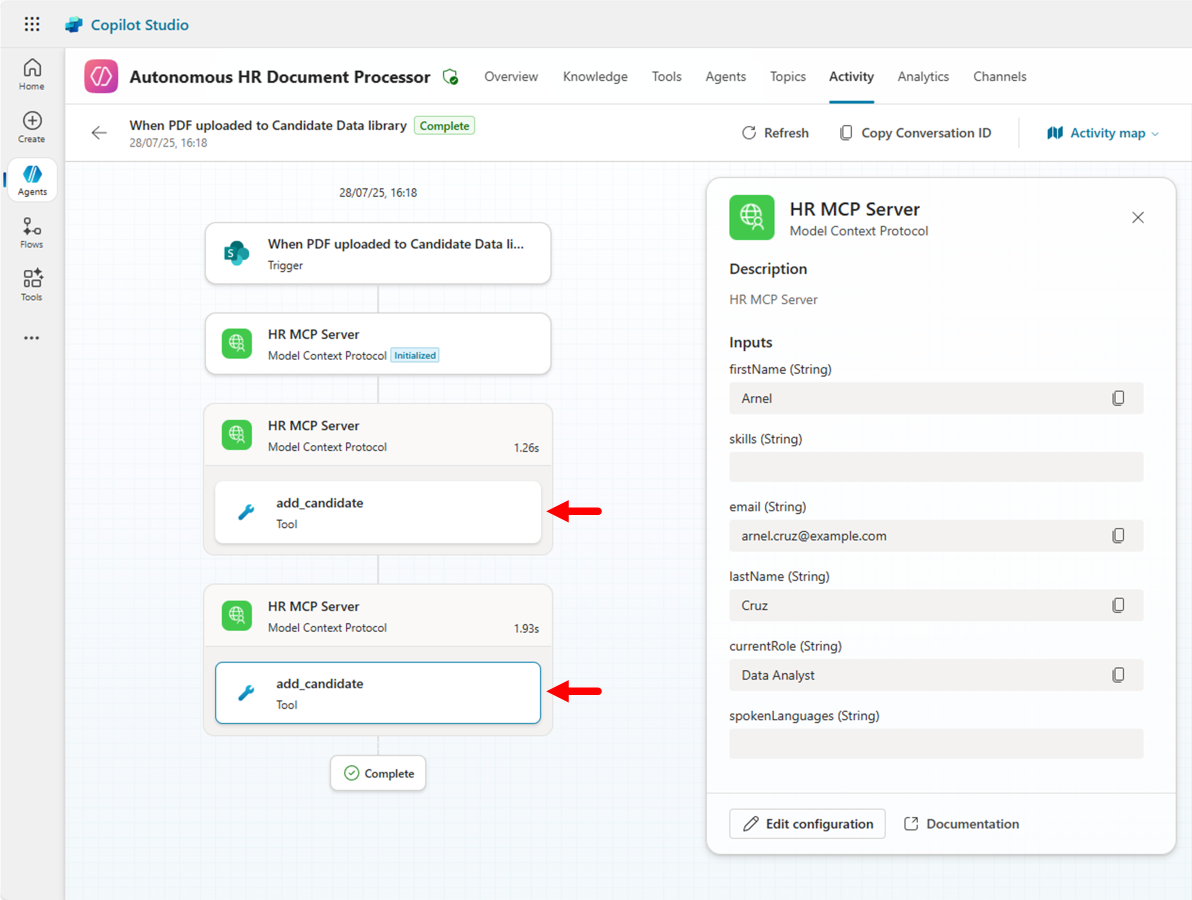 Copilot Studio
Home
Create
Agents
Flows
Tools
Autonomous HR Document Processor
Overview Knowledge Tools Agents Topics Activity Analytics Channels
When PDF uploaded to Candidate Data library Complete
28/07/25, 16:18
Refresh Copy Conversation ID Activity map
28/07/25, 16:18
When PDF uploaded to Candidate Data li...
Trigger
HR MCP Server
Model Context Protocol Initialized
HR MCP Server
Model Context Protocol 1.26s
add_candidate
Tool
HR MCP Server
Model Context Protocol 1.93s
add_candidate
Tool
Complete
HR MCP Server
Model Context Protocol
Description
HR MCP Server
Inputs
firstName (String)
Arnel
skills (String)
email (String)
arnel.cruz@example.com
lastName (String)
Cruz
currentRole (String)
Data Analyst
spokenLanguages (String)
Edit configuration Documentation